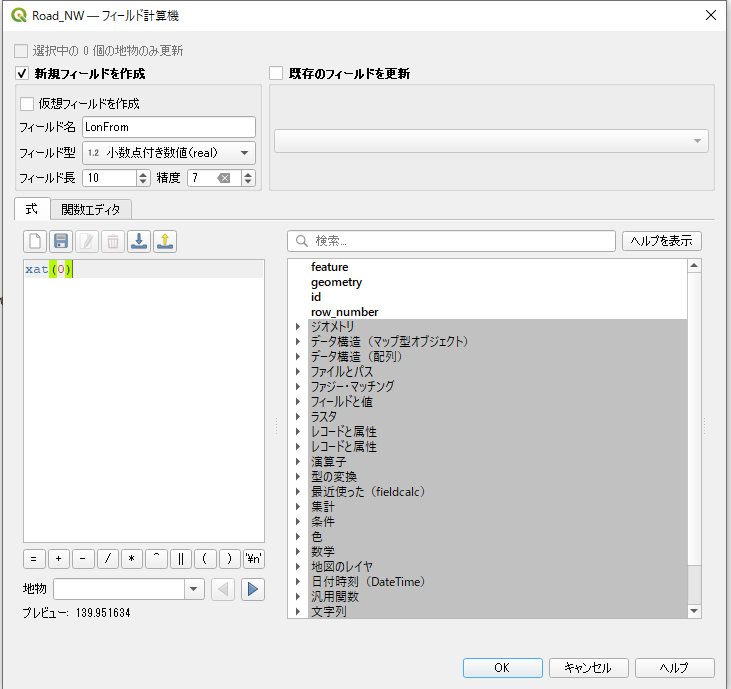 Road_NW — フィールド計算機
選択中の 0 個の地物のみ更新
新規フィールドを作成
既存のフィールドを更新
仮想フィールドを作成
フィールド名 LonFrom
フィールド型 1.2 小数点付き数値(real)
フィールド長 10 精度 7
式 関数エディタ
検索... ヘルプを表示
xat(0)
feature
geometry
id
row_number
ジオメトリ
データ構造（マップ型オブジェクト）
データ構造（配列）
ファイルとパス
ファジー・マッチング
フィールドと値
ラスタ
レコードと属性
レコードと属性
演算子
型の変換
最近使った（fieldcalc）
集計
条件
色
数学
地図のレイヤ
日付時刻（DateTime）
汎用関数
文字列
= + - / * ^ || ( ) '¥n'
地物
プレビュー: 139.951634
OK キャンセル ヘルプ